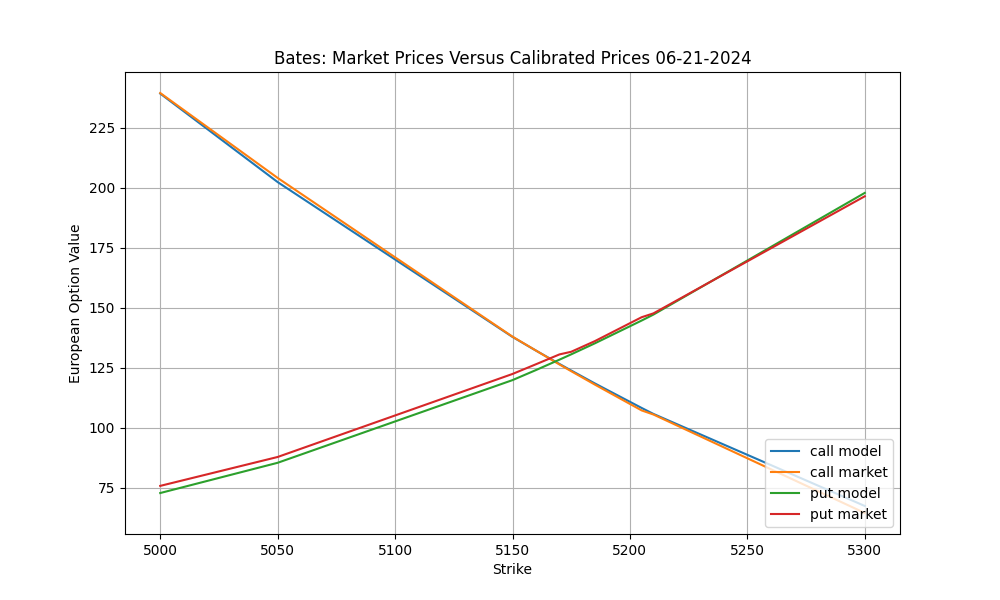 Bates: Market Prices Versus Calibrated Prices 06-21-2024
European Option Value
225
200
175
150
125
100
75
call model
call market
put model
put market
5000 5050 5100 5150 5200 5250 5300
Strike